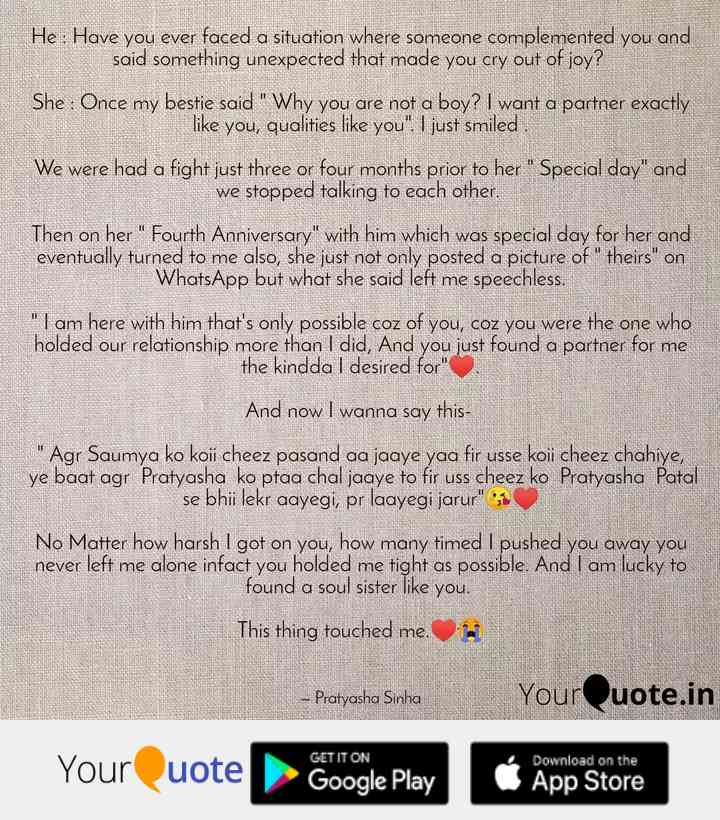 He : Have you ever faced a situation where someone complemented you and
said something unexpected that made you cry out of joy?
She : Once my bestie said " Why you are not a boy? I want a partner exactly
like you, qualities like you". I just smiled .
We were had a fight just three or four months prior to her " Special day" and
we stopped talking to each other.
Then on her " Fourth Anniversary" with him which was special day for her and
eventually turned to me also, she just not only posted a picture of " theirs" on
WhatsApp but what she said left me speechless.
" I am here with him that's only possible coz of you, coz you were the one who
holded our relationship more than I did, And you just found a partner for me
the kindda I desired for"♥️.
And now I wanna say this-
" Agr Saumya ko koii cheez pasand aa jaaye yaa fir usse koii cheez chahiye,
ye baat agr Pratyasha ko ptaa chal jaaye to fir uss cheez ko Pratyasha Patal
se bhii lekr aayegi, pr laayegi jarur"😘♥️
No Matter how harsh I got on you, how many timed I pushed you away you
never left me alone infact you holded me tight as possible. And I am lucky to
found a soul sister like you.
This thing touched me.♥️😭
– Pratyasha Sinha
YourQuote.in
YourQuote
GET IT ON
Google Play
Download on the
App Store